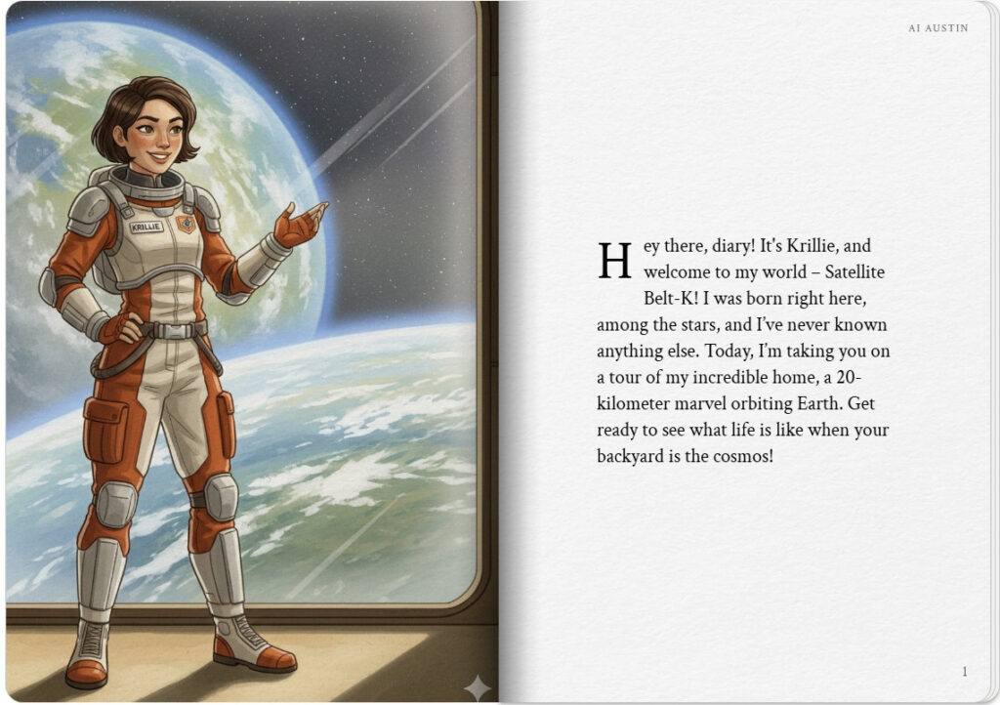 KRILLIE
AI AUSTIN
Hey there, diary! It's Krillie, and
welcome to my world – Satellite
Belt-K! I was born right here,
among the stars, and I’ve never known
anything else. Today, I’m taking you on
a tour of my incredible home, a 20-
kilometer marvel orbiting Earth. Get
ready to see what life is like when your
backyard is the cosmos!
1